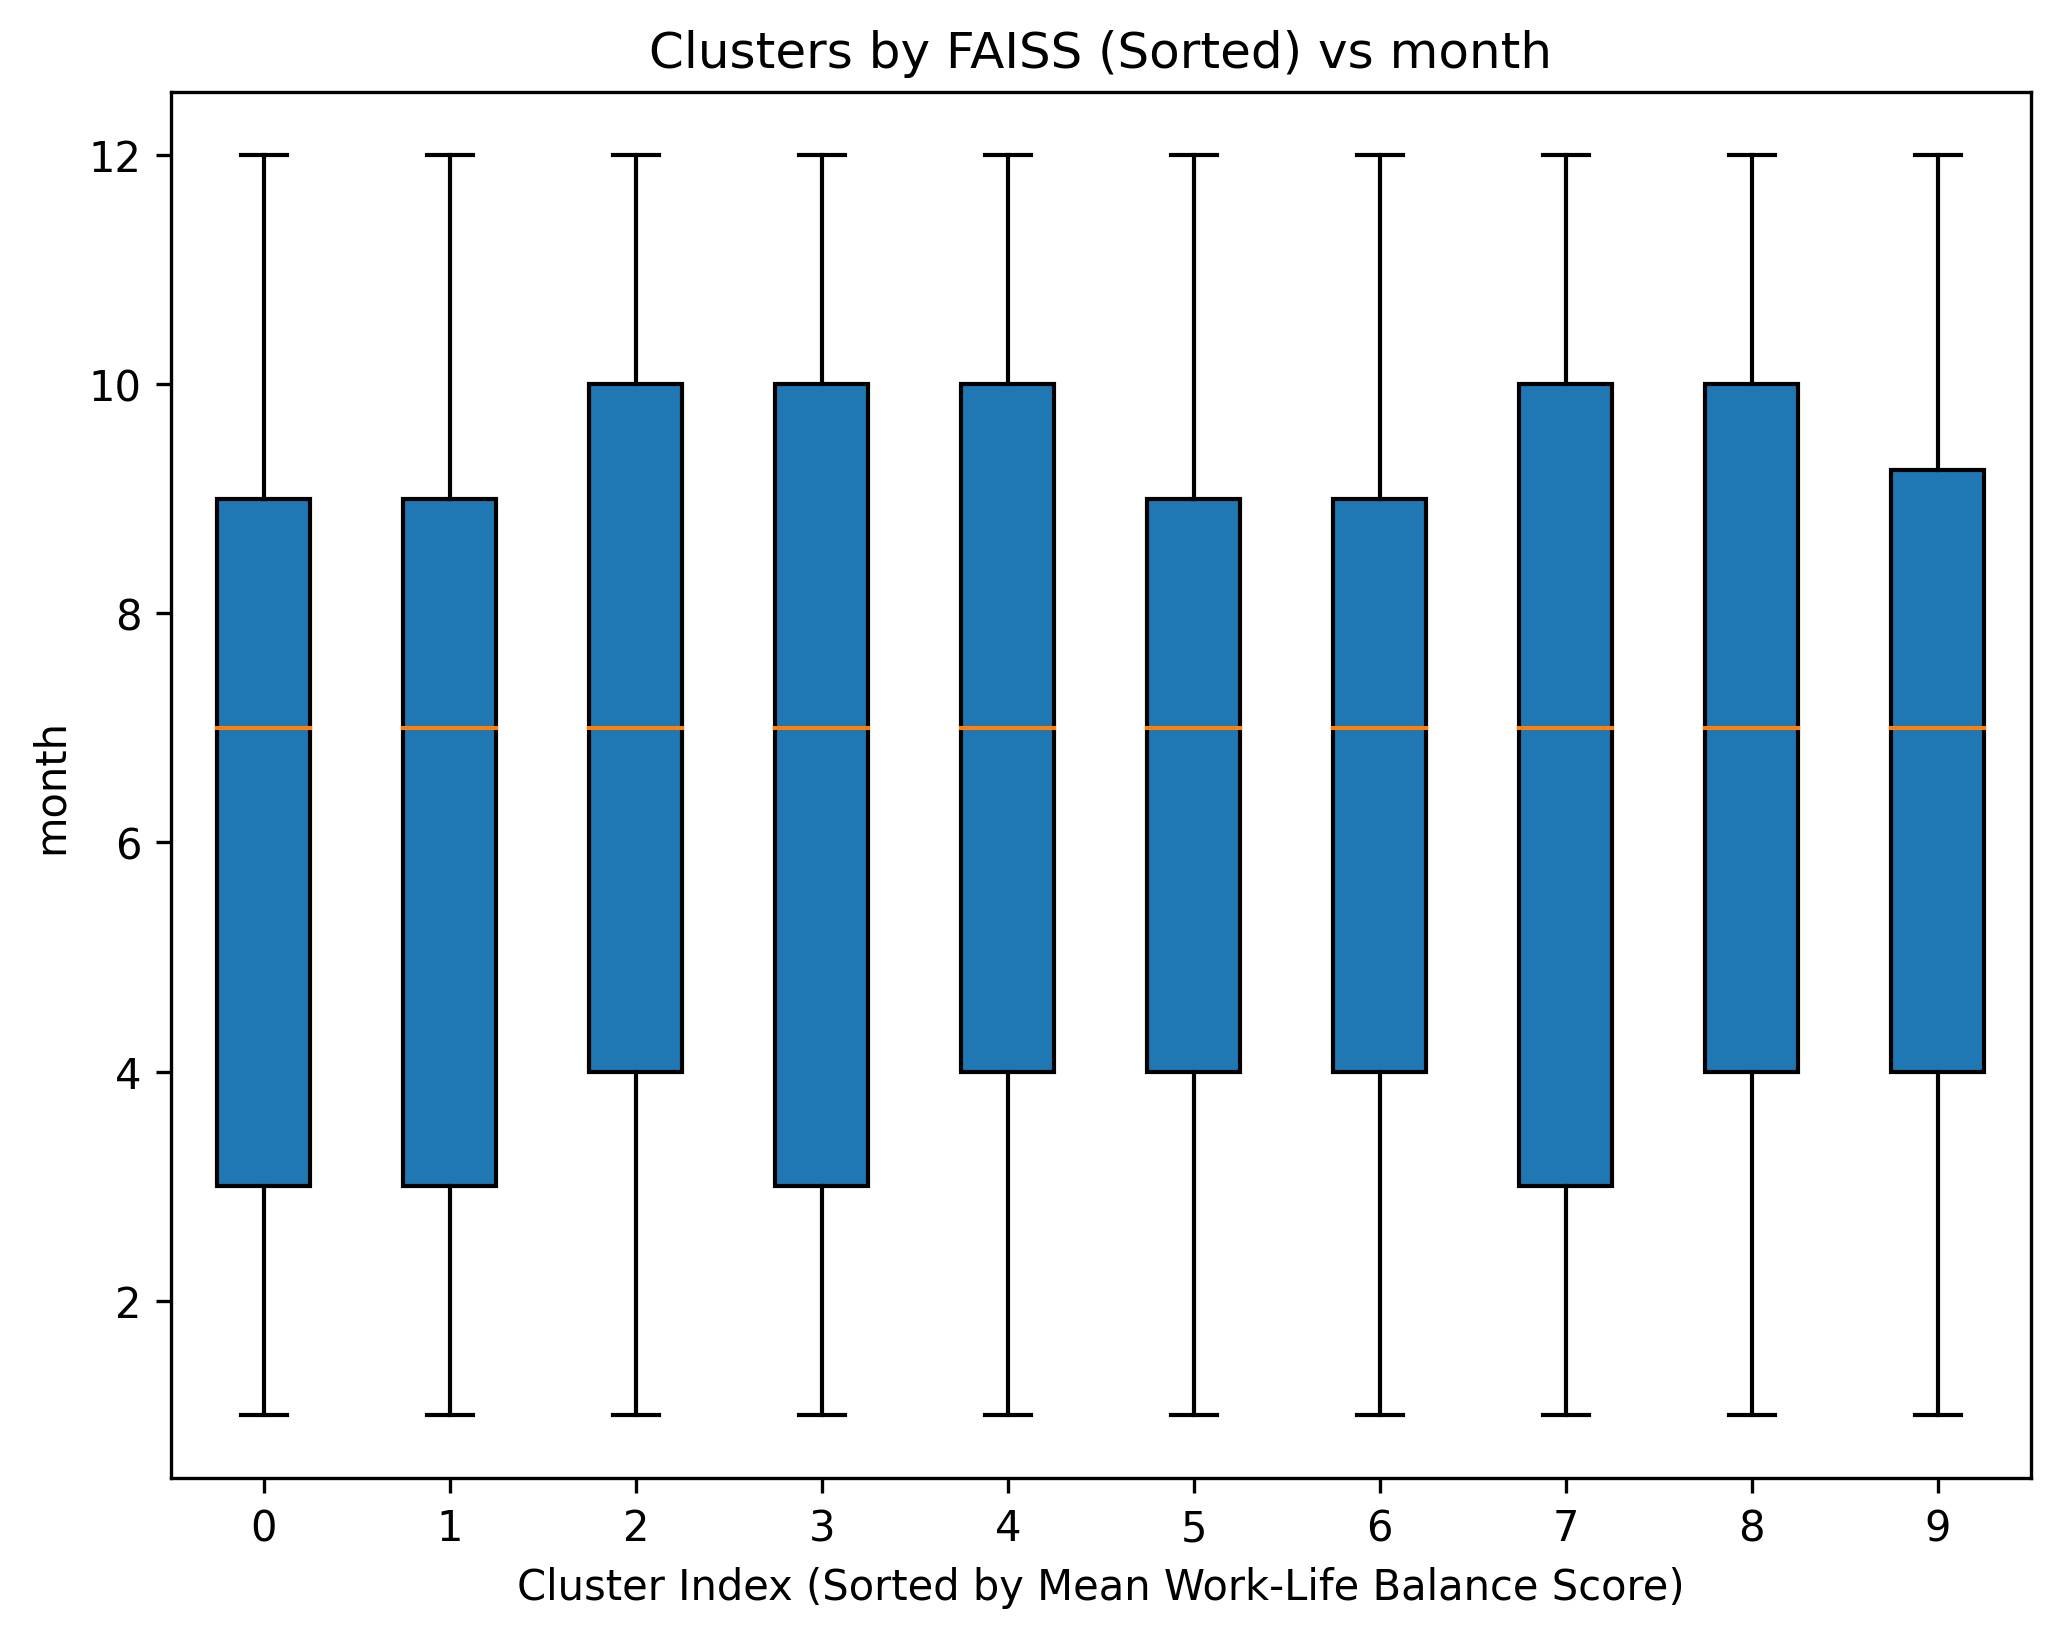 Clusters by FAISS (Sorted) vs month
12
10
8
6
4
2
month
0 1 2 3 4 5 6 7 8 9
Cluster Index (Sorted by Mean Work-Life Balance Score)